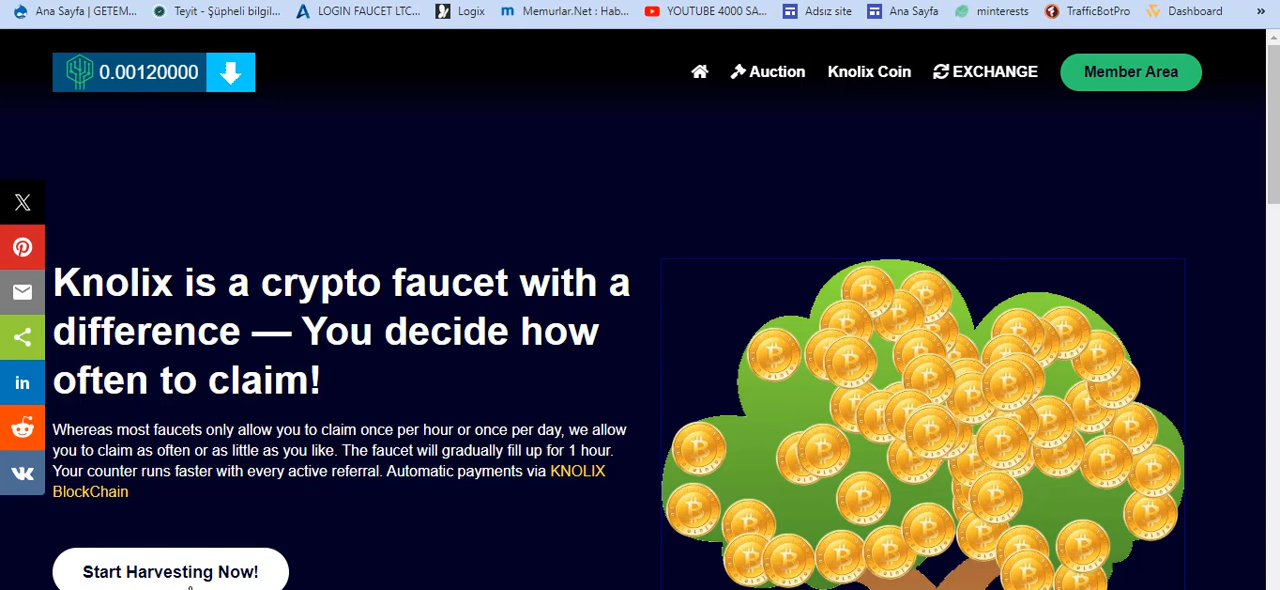 Ana Sayfa | GETEM...
Teyit - Şüpheli bilgil...
LOGIN FAUCET LTC...
Logix
Memurlar.Net : Hab...
YOUTUBE 4000 SA...
Adsız site
Ana Sayfa
minterests
TrafficBotPro
Dashboard
»
0.00120000
Auction
Knolix Coin
EXCHANGE
Member Area
Knolix is a crypto faucet with a
difference — You decide how
often to claim!
Whereas most faucets only allow you to claim once per hour or once per day, we allow
you to claim as often or as little as you like. The faucet will gradually fill up for 1 hour.
Your counter runs faster with every active referral. Automatic payments via KNOLIX
BlockChain
Start Harvesting Now!